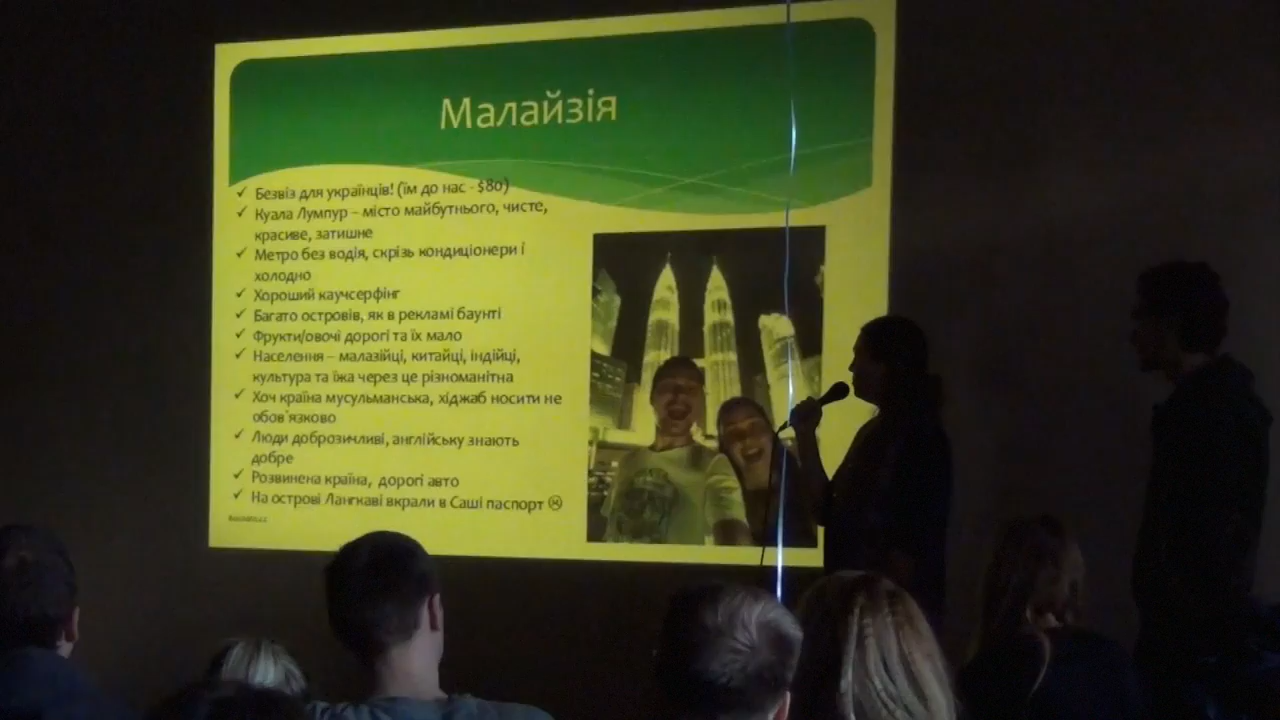 Малайзія
Безвіз для українців! (їм до нас - $80)
Куала Лумпур – місто майбутнього, чисте,
красиве, затишне
Метро без водія, скрізь кондиціонери і
холодно
Хороший каучсерфінг
Багато островів, як в рекламі баунті
Фрукти/овочі дорогі та їх мало
Населення – малазійці, китайці, індійці,
культура та їжа через це різноманітна
Хоч країна мусульманська, хіджаб носити не
обов'язково
Люди доброзичливі, англійську знають
добре
Розвинена країна, дорогі авто
На острові Лангкаві вкрали в Саші паспорт ☹